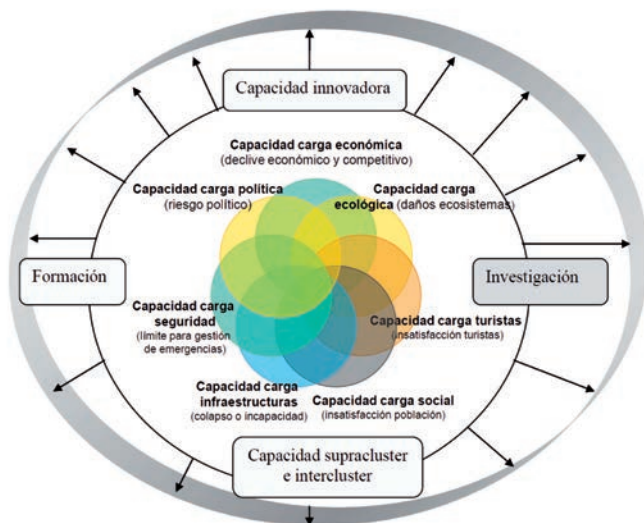 Capacidad innovadora
Capacidad carga económica
(declive económico y competitivo)
Capacidad carga política
(riesgo político)
Capacidad carga
ecológica (daños ecosistemas)
Formación
Investigación
Capacidad carga
seguridad
(límite para gestión
de emergencias)
Capacidad carga turistas
(insatisfacción turistas)
Capacidad carga
infraestructuras
(colapso o incapacidad)
Capacidad carga social
(insatisfacción población)
Capacidad supracluster
e intercluster